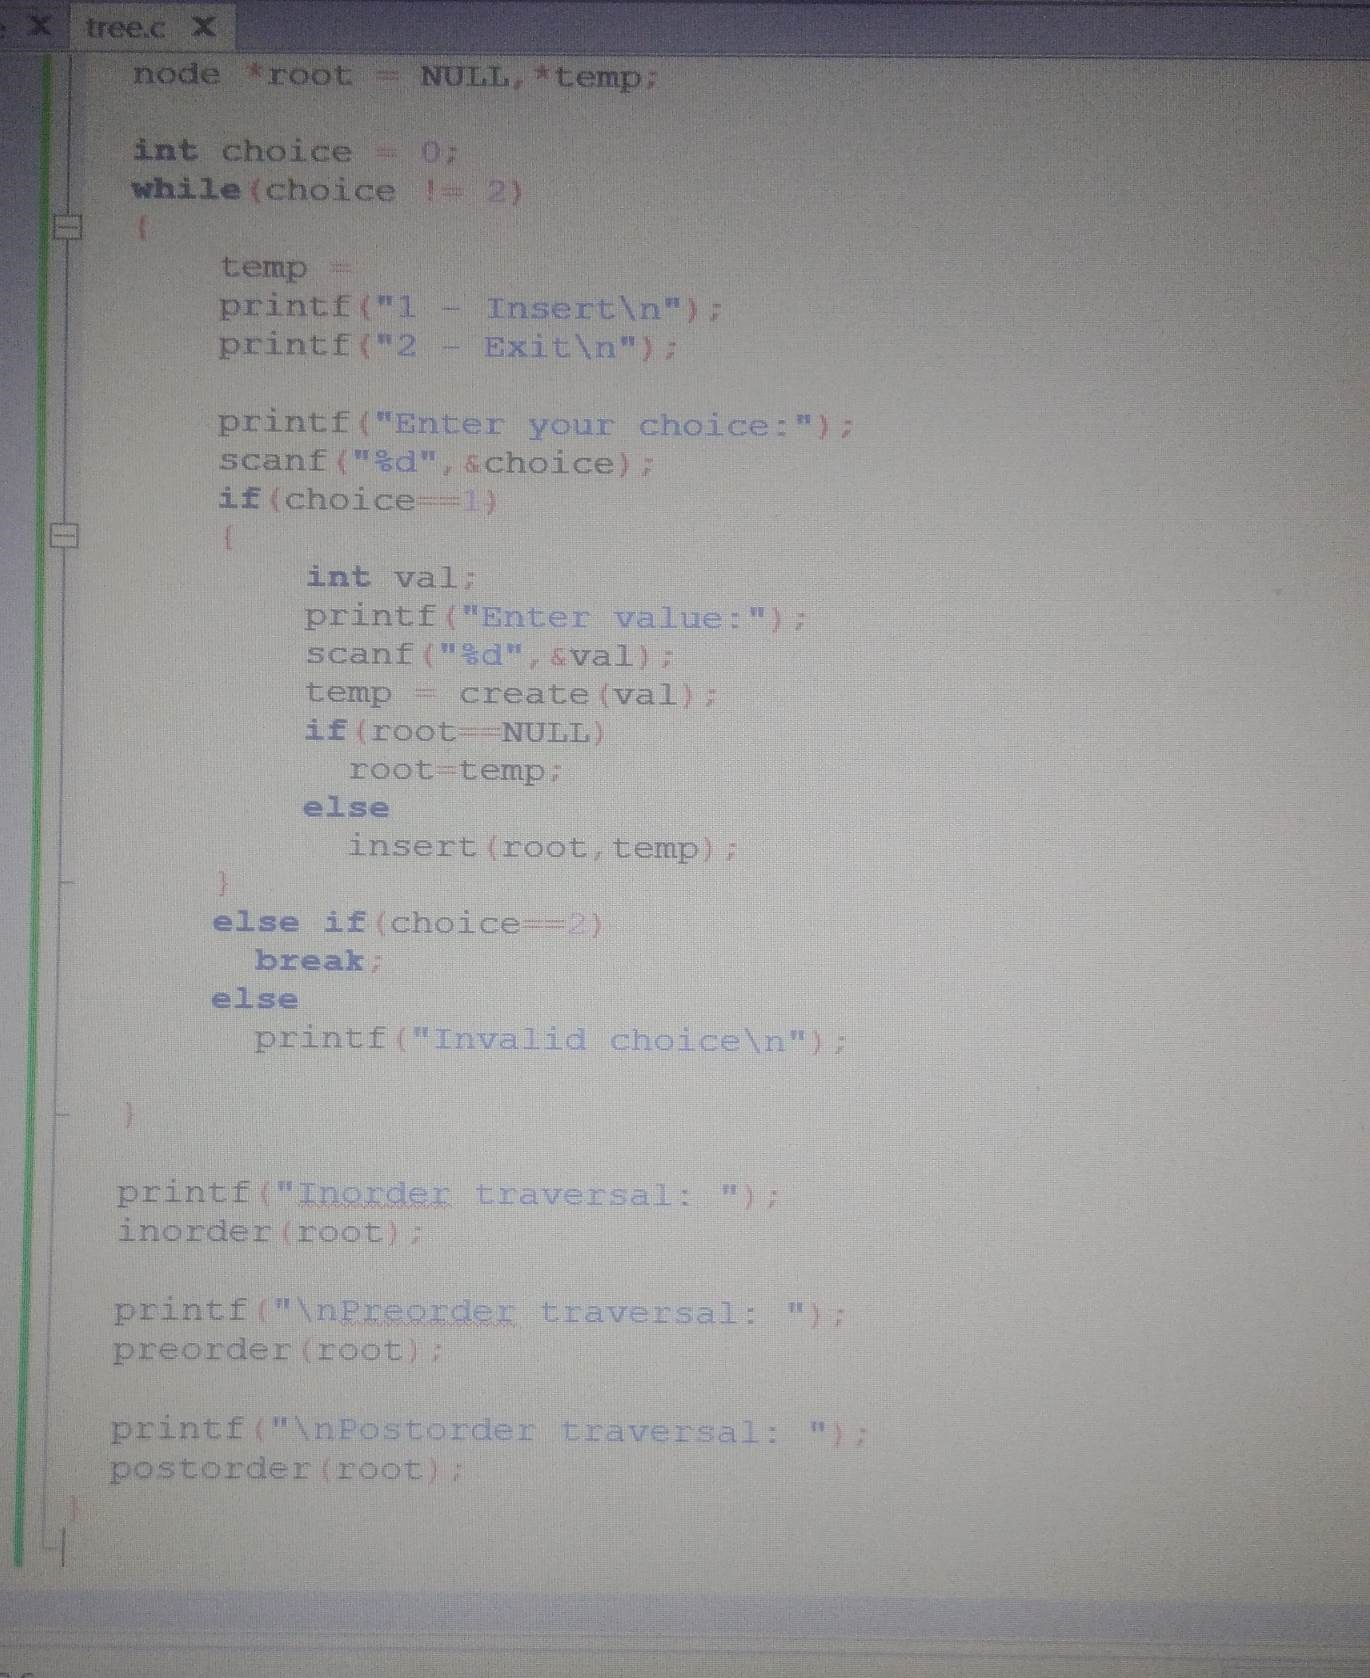 tree.c X
node *root = NULL,*temp;
int choice = 0;
while(choice != 2)
{
temp =
printf("1 - Insert\n");
printf("2 - Exit\n");
printf("Enter your choice:");
scanf("%d",&choice);
if(choice==1)
{
int val;
printf("Enter value:");
scanf("%d",&val);
temp = create(val);
if(root==NULL)
root=temp;
else
insert(root,temp);
}
else if(choice==2)
break;
else
printf("Invalid choice\n");
}
printf("Inorder traversal: ");
inorder(root);
printf("\nPreorder traversal: ");
preorder(root);
printf("\nPostorder traversal: ");
postorder(root);
}